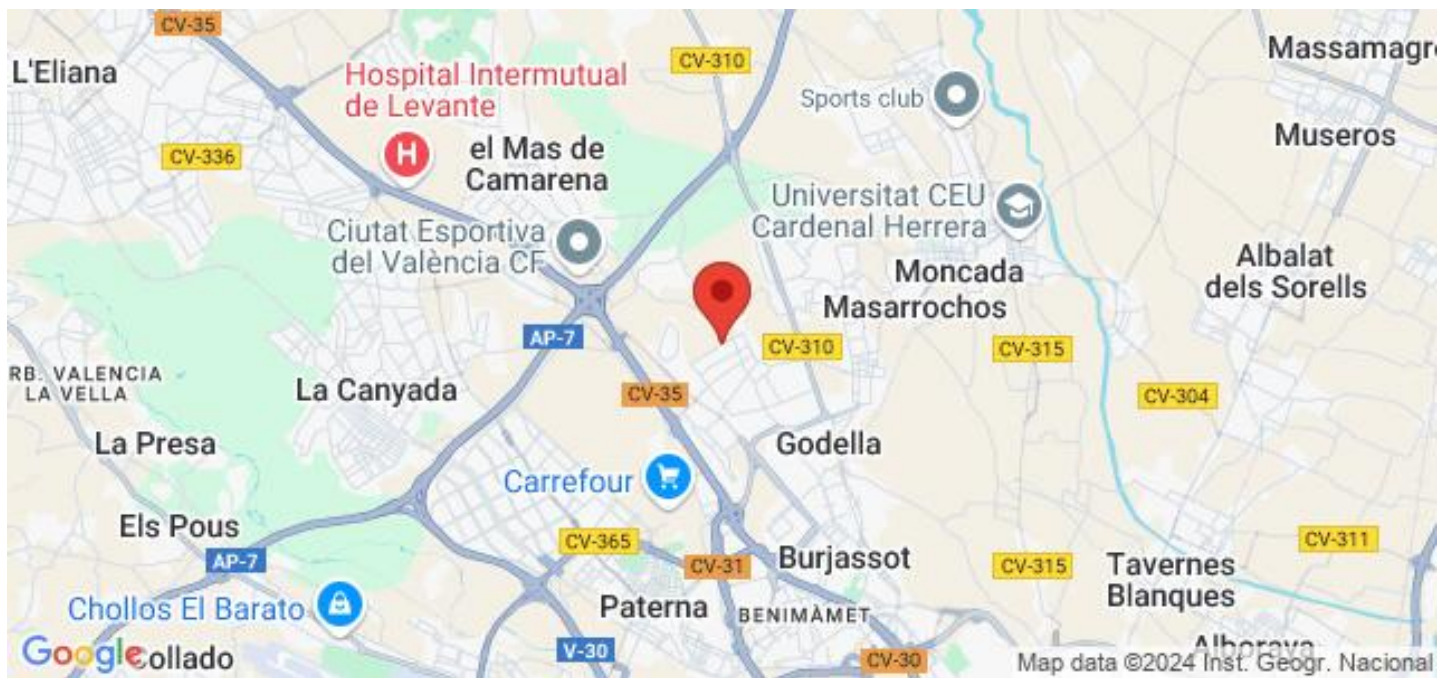 CV-35
L'Eliana
Hospital Intermutual
de Levante
CV-310
Sports club
Massamagre
Museros
CV-336
el Mas de
Camarena
Universitat CEU
Cardenal Herrera
Ciutat Esportiva
del València CF
Moncada
Masarrochos
Albalat
dels Sorells
AP-7
CV-310
CV-315
RB. VALENCIA
LA VELLA
La Canyada
CV-35
CV-304
La Presa
Godella
Carrefour
Els Pous
CV-365
CV-311
AP-7
CV-31
Burjassot
CV-315
Tavernes
Blanques
Chollos El Barato
Paterna
BENIMÀMET
Google
Collado
V-30
CV-30
Alboraya
Map data ©2024 Inst. Geogr. Nacional